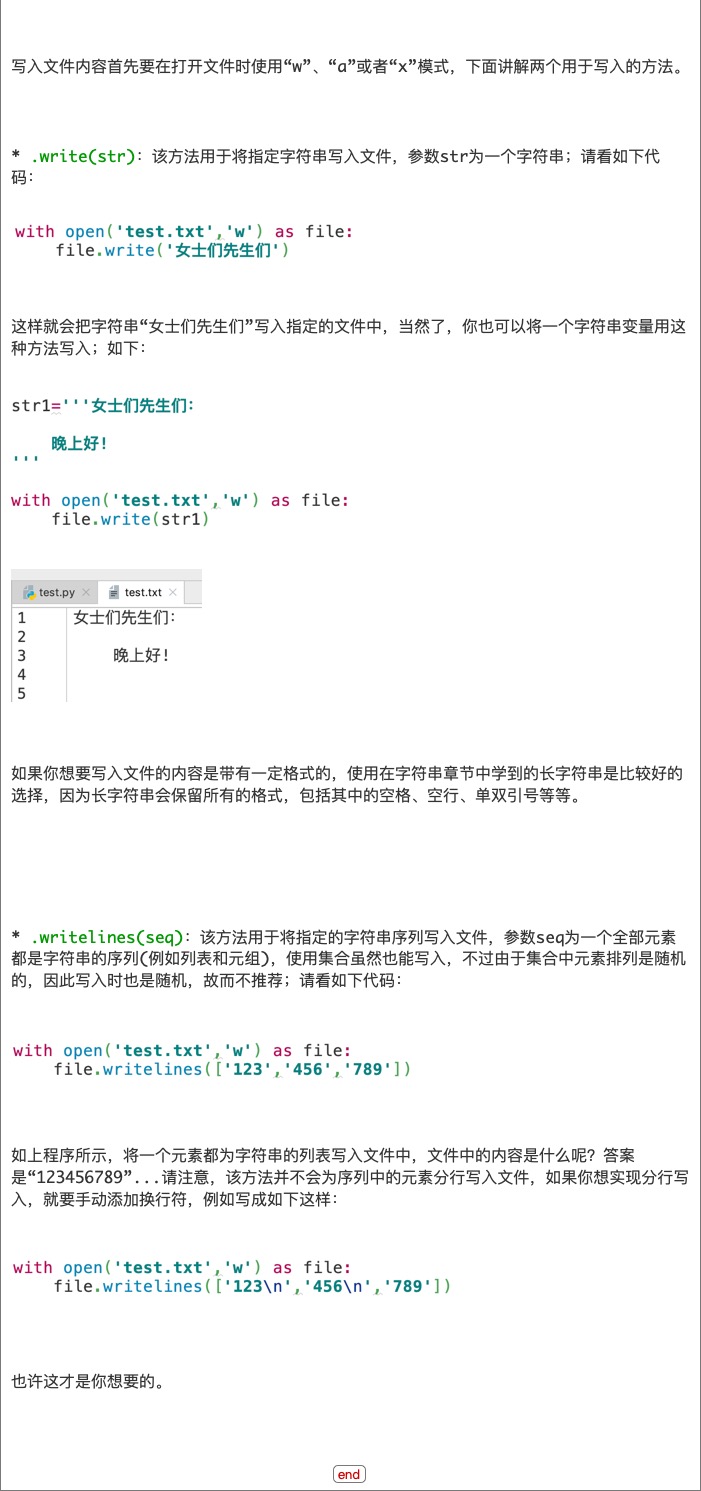 写入文件内容首先要在打开文件时使用“w”、“a”或者“x”模式，下面讲解两个用于写入的方法。
* .write(str)：该方法用于将指定字符串写入文件，参数str为一个字符串；请看如下代
码：
with open('test.txt','w') as file:
    file.write('女士们先生们')
这样就会把字符串“女士们先生们”写入指定的文件中，当然了，你也可以将一个字符串变量用这
种方法写入；如下：
str1='''女士们先生们：
    晚上好！
'''
with open('test.txt','w') as file:
    file.write(str1)
test.py × test.txt ×
1 女士们先生们：
2
3     晚上好！
4
5
如果你想要写入文件的内容是带有一定格式的，使用在字符串章节中学到的长字符串是比较好的
选择，因为长字符串会保留所有的格式，包括其中的空格、空行、单双引号等等。
* .writelines(seq)：该方法用于将指定的字符串序列写入文件，参数seq为一个全部元素
都是字符串的序列(例如列表和元组)，使用集合虽然也能写入，不过由于集合中元素排列是随机
的，因此写入时也是随机，故而不推荐；请看如下代码：
with open('test.txt','w') as file:
    file.writelines(['123','456','789'])
如上程序所示，将一个元素都为字符串的列表写入文件中，文件中的内容是什么呢？答案
是“123456789”...请注意，该方法并不会为序列中的元素分行写入文件，如果你想实现分行写
入，就要手动添加换行符，例如写成如下这样：
with open('test.txt','w') as file:
    file.writelines(['123\n','456\n','789'])
也许这才是你想要的。
end